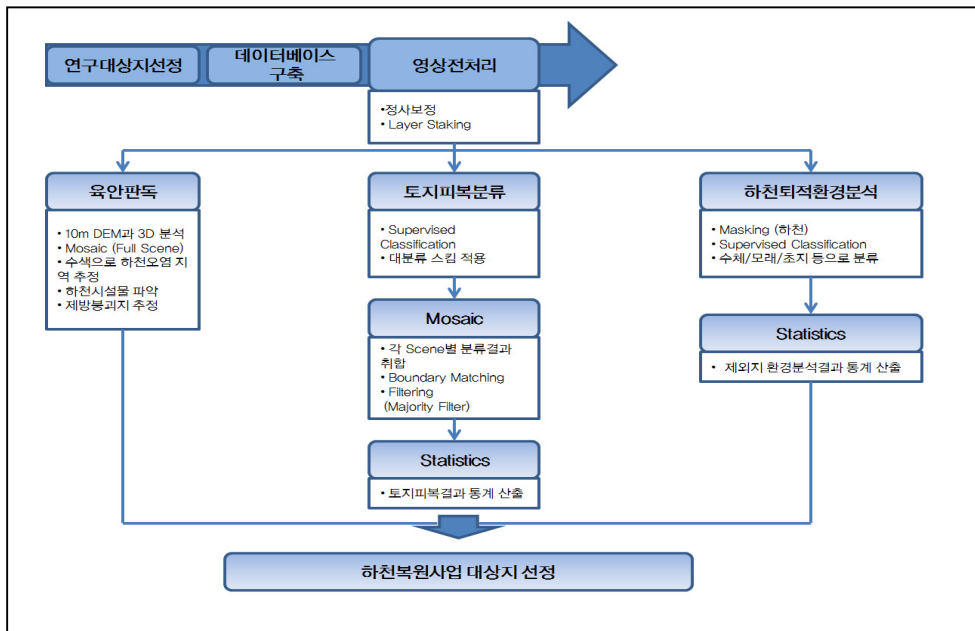 연구대상지선정
데이터베이스
구축
영상전처리
•정사보정
• Layer Staking
육안판독
• 10m DEM과 3D 분석
• Mosaic (Full Scene)
• 수색으로 하천오염 지
역 추정
• 하천시설물 파악
• 제방붕괴지 추정
토지피복분류
• Supervised
Classification
• 대분류 스킴 적용
Mosaic
• 각 Scene별 분류결과
취합
• Boundary Matching
• Filtering
(Majority Filter)
Statistics
• 토지피복결과 통계 산출
하천퇴적환경분석
• Masking (하천)
• Supervised Classification
• 수체/모래/초지 등으로 분류
Statistics
• 제외지 환경분석결과 통계 산출
하천복원사업 대상지 선정